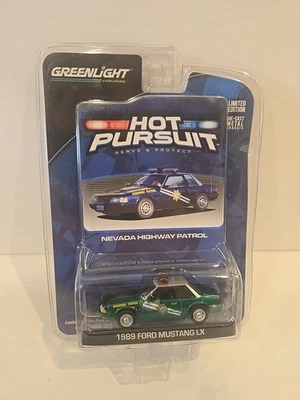 GREENLIGHT
HOT
PURSUIT
SERVE & PROTECT
LIMITED
EDITION
DIE-CAST
METAL
NEVADA HIGHWAY PATROL
1989 FORD MUSTANG LX